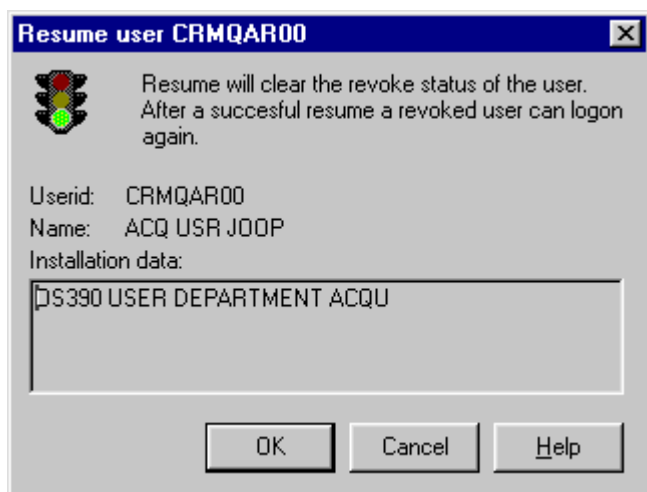 Resume user CRMQAR00
Resume will clear the revoke status of the user.
After a succesful resume a revoked user can logon
again.
Userid: CRMQAR00
Name: ACQ USR JOOP
Installation data:
OS390 USER DEPARTMENT ACQU
OK Cancel Help